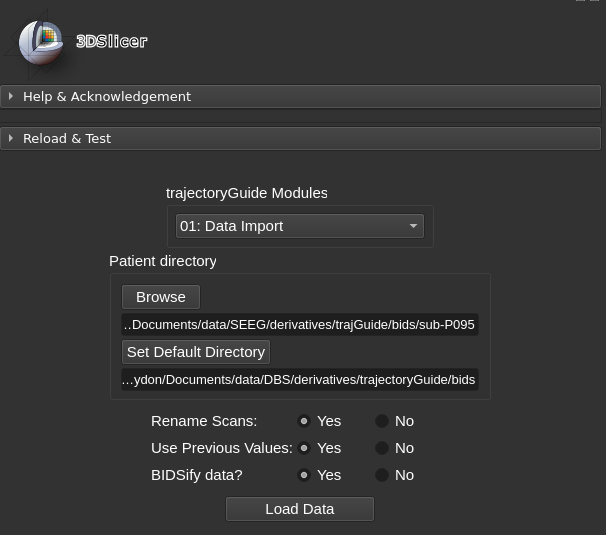 3DSlicer
Help & Acknowledgement
Reload & Test
trajectoryGuide Modules
01: Data Import
Patient directory
Browse
..Documents/data/SEEG/derivatives/trajGuide/bids/sub-P095
Set Default Directory
...ydon/Documents/data/DBS/derivatives/trajectoryGuide/bids
Rename Scans: Yes No
Use Previous Values: Yes No
BIDSify data? Yes No
Load Data